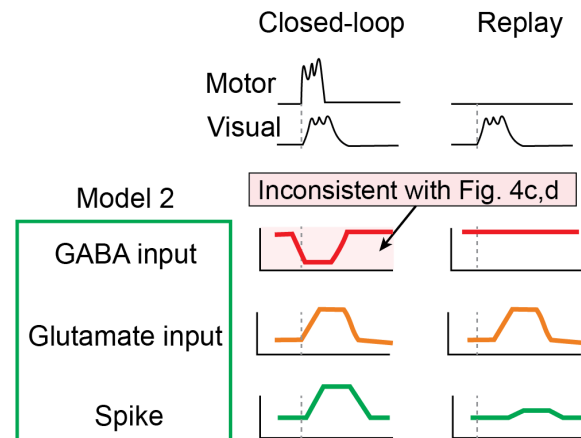 Closed-loop Replay
Motor
Visual
Inconsistent with Fig. 4c,d
Model 2
GABA input
Glutamate input
Spike